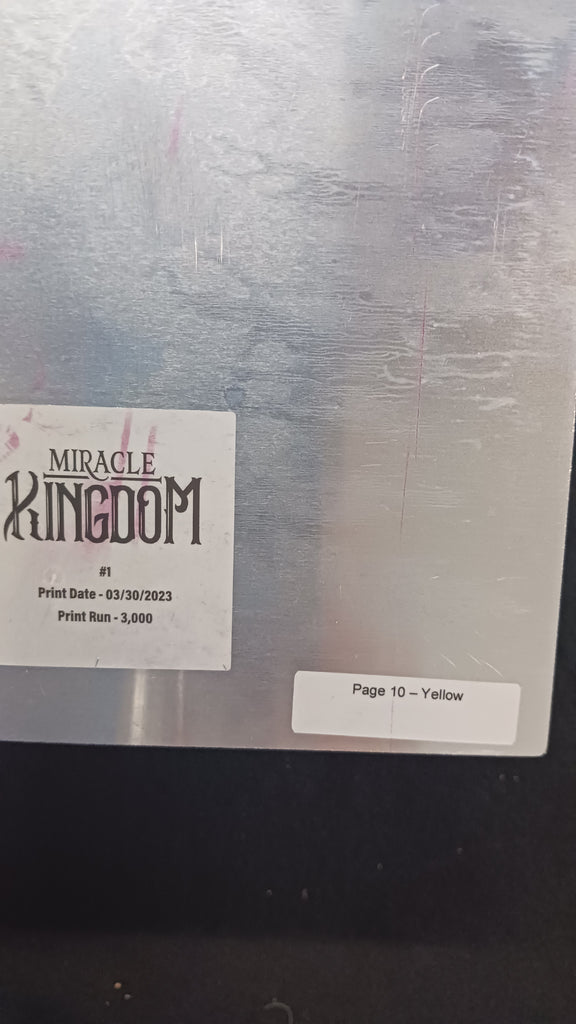 MIRACLE
KINGDOM
#1
Print Date - 03/30/2023
Print Run - 3,000
Page 10 – Yellow